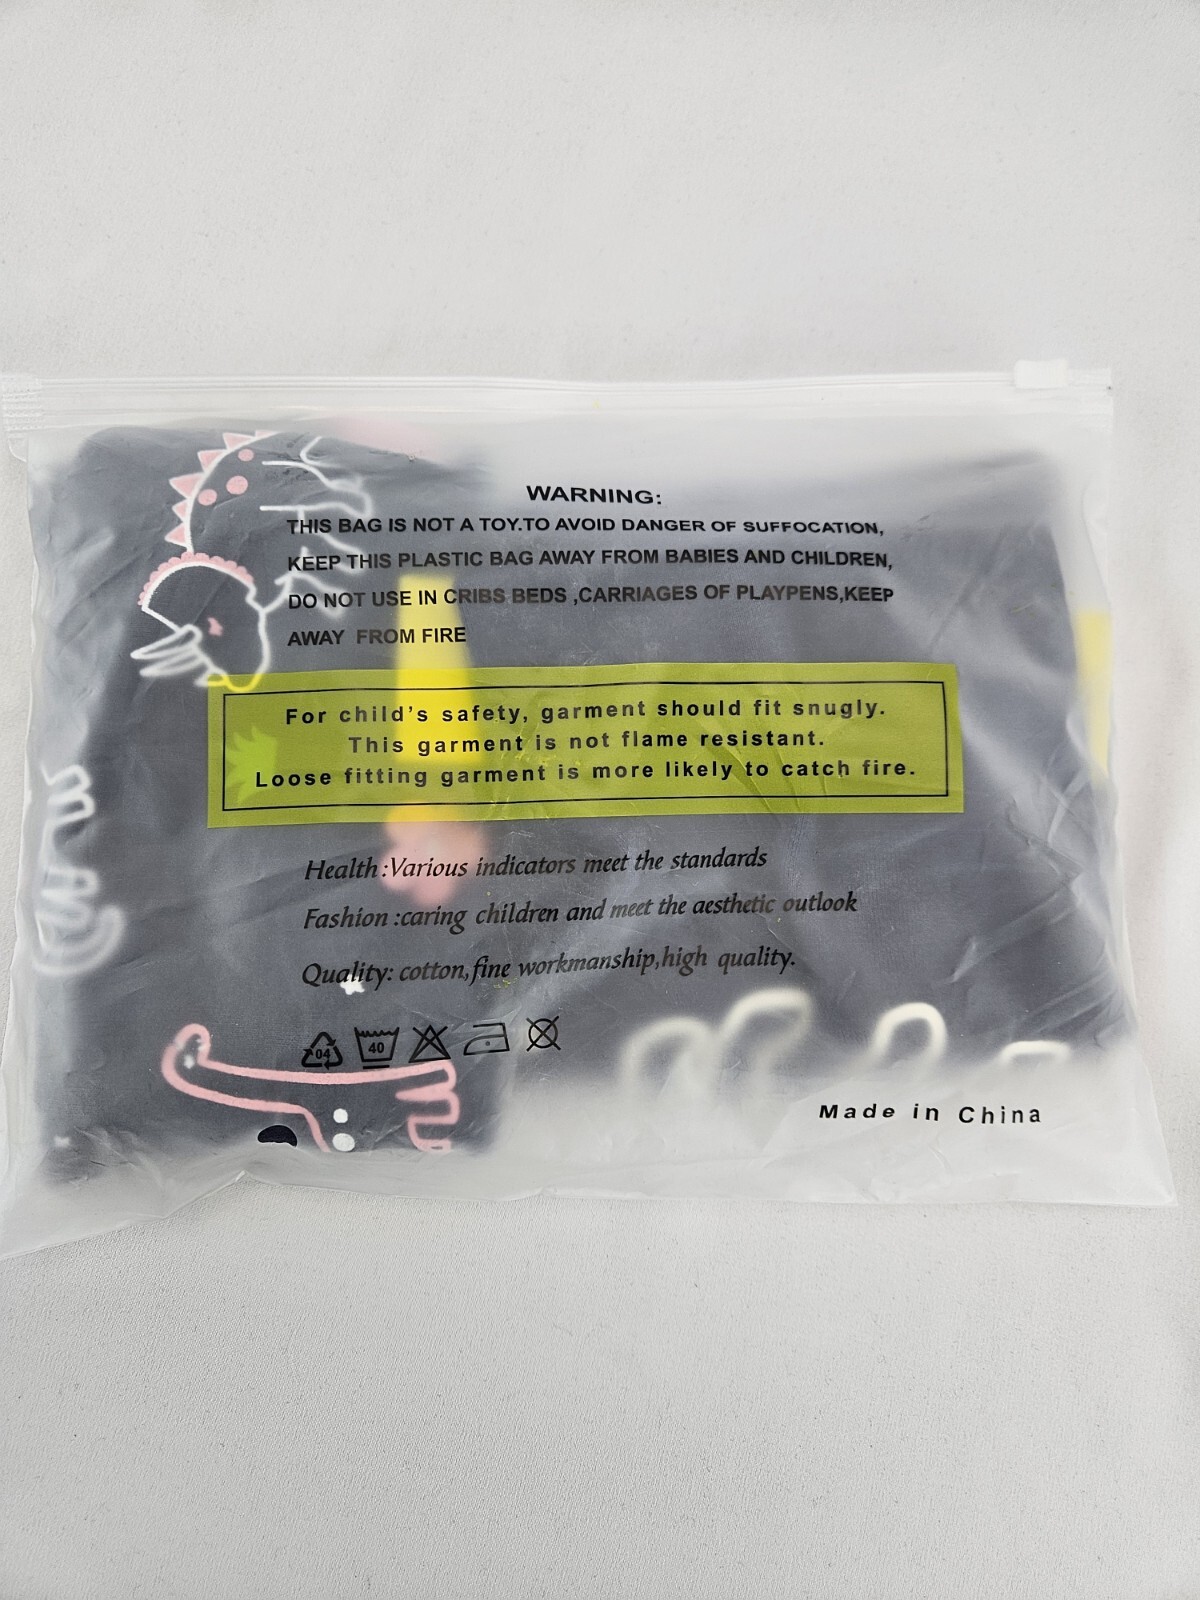 WARNING:
THIS BAG IS NOT A TOY.TO AVOID DANGER OF SUFFOCATION,
KEEP THIS PLASTIC BAG AWAY FROM BABIES AND CHILDREN,
DO NOT USE IN CRIBS BEDS ,CARRIAGES OF PLAYPENS,KEEP
AWAY FROM FIRE
For child's safety, garment should fit snugly.
This garment is not flame resistant.
Loose fitting garment is more likely to catch fire.
Health :Various indicators meet the standards
Fashion :caring children and meet the aesthetic outlook
Quality: cotton,fine workmanship,high quality.
04 40
Made in China